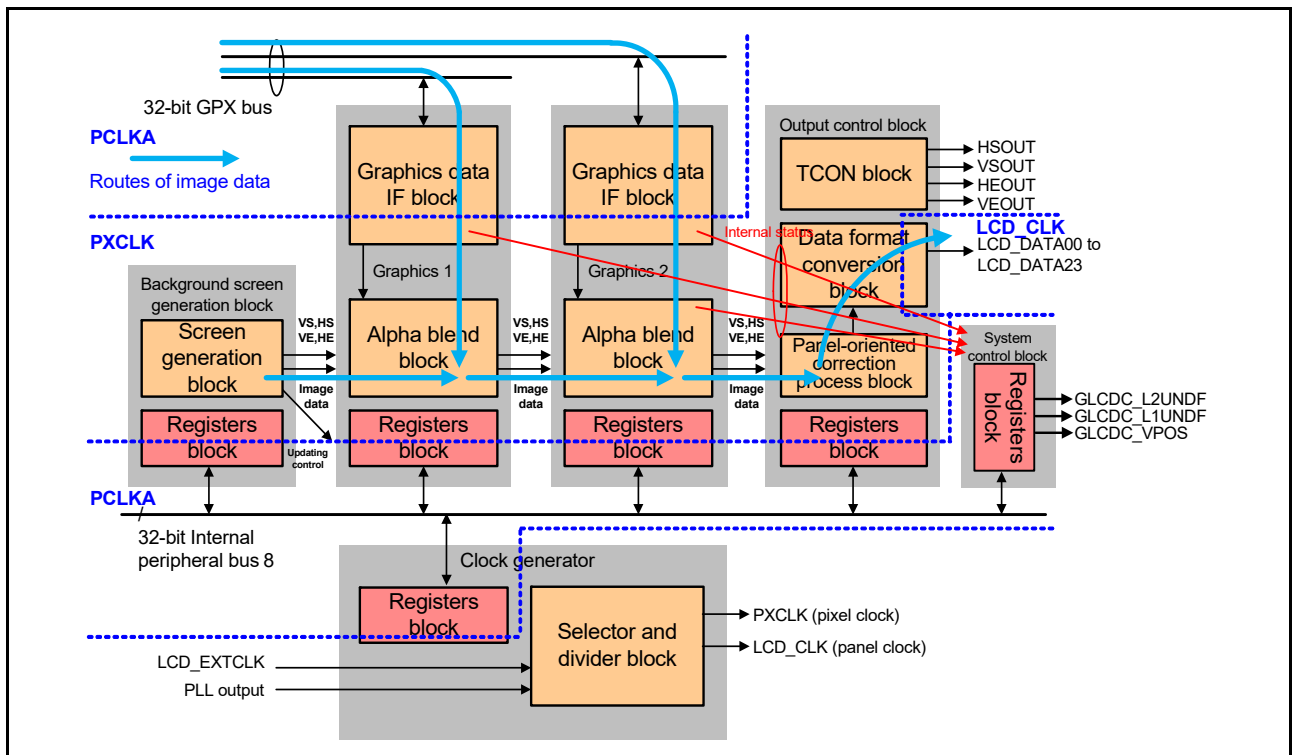 32-bit GPX bus
PCLKA
Routes of image data
PXCLK
Graphics data
IF block
Graphics 1
Graphics data
IF block
Graphics 2
Output control block
TCON block
HSOUT
VSOUT
HEOUT
VEOUT
Internal status
LCD_CLK
LCD_DATA00 to
LCD_DATA23
Data format
conversion
block
Background screen
generation block
Screen
generation
block
VS,HS
VE,HE
Image
data
Alpha blend
block
VS,HS
VE,HE
Image
data
Alpha blend
block
VS,HS
VE,HE
Image
data
Panel-oriented
correction
process block
System
control block
Registers
block
GLCDC_L2UNDF
GLCDC_L1UNDF
GLCDC_VPOS
Registers
block
Updating
control
Registers
block
Registers
block
Registers
block
PCLKA
32-bit Internal
peripheral bus 8
Clock generator
Registers
block
Selector and
divider block
PXCLK (pixel clock)
LCD_CLK (panel clock)
LCD_EXTCLK
PLL output